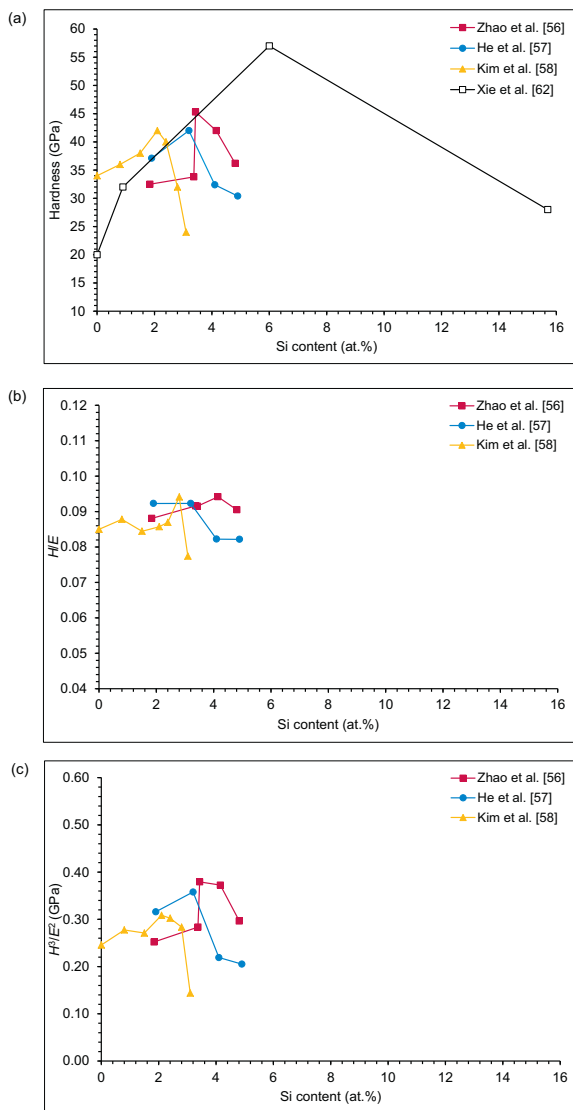 (a)
60
55
50
45
40
35
30
25
20
15
10
Hardness (GPa)
0 2 4 6 8 10 12 14 16
Si content (at.%)
Zhao et al. [56]
He et al. [57]
Kim et al. [58]
Xie et al. [62]
(b)
0.12
0.11
0.10
0.09
0.08
0.07
0.06
0.05
0.04
H/E
0 2 4 6 8 10 12 14 16
Si content (at.%)
Zhao et al. [56]
He et al. [57]
Kim et al. [58]
(c)
0.60
0.50
0.40
0.30
0.20
0.10
0.00
H³/E² (GPa)
0 2 4 6 8 10 12 14 16
Si content (at.%)
Zhao et al. [56]
He et al. [57]
Kim et al. [58]